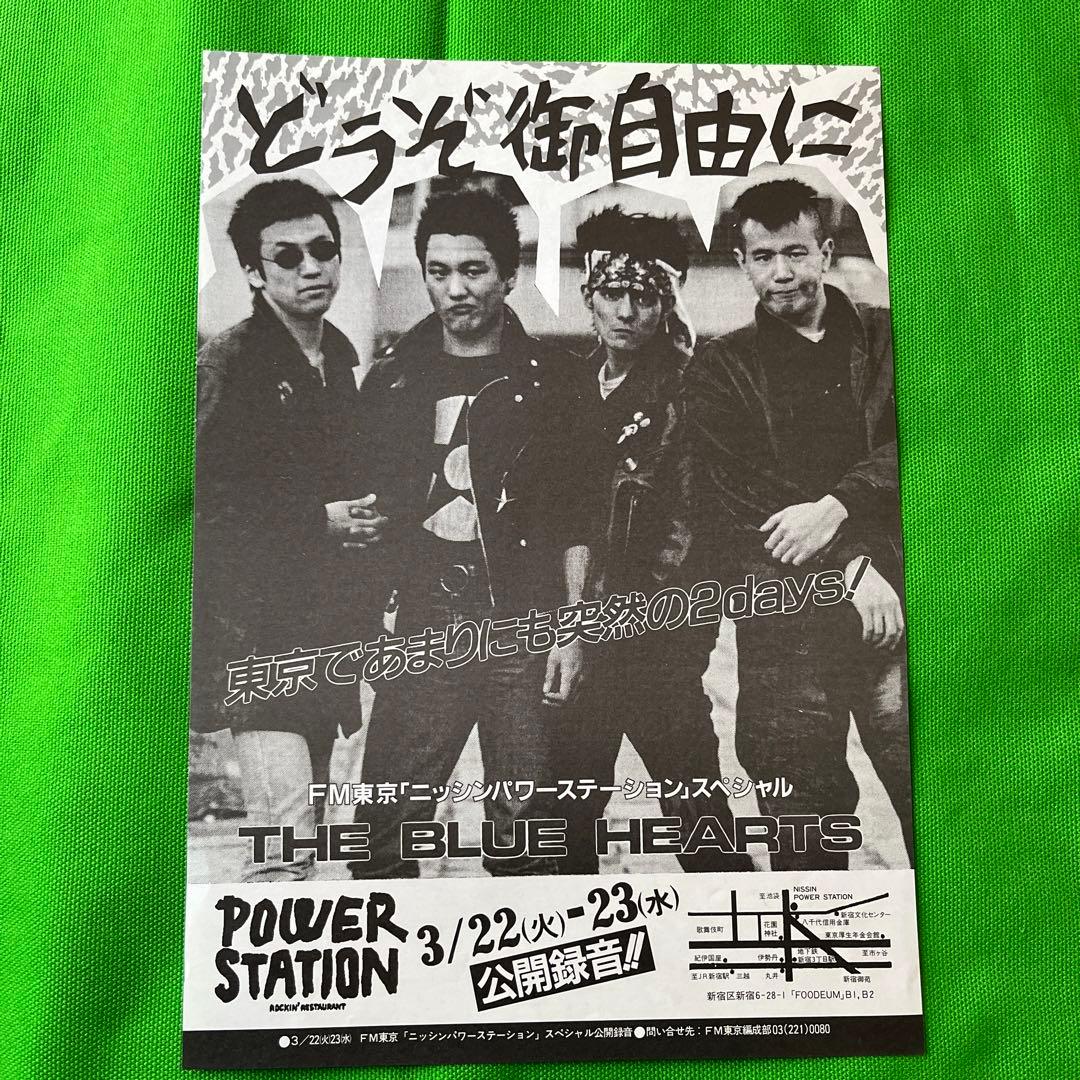 どうぞ御自由に
東京であまりにも突然の2days!
FM東京「ニッシンパワーステーション」スペシャル
THE BLUE HEARTS
POWER STATION
ROCKIN' RESTAURANT
3/22(火)-23(水)
公開録音!!
至池袋
NISSIN
POWER STATION
新宿文化センター
八千代信用金庫
歌舞伎町
花園
神社
東京厚生年金会館
紀伊国屋
伊勢丹
地下鉄
新宿3丁目駅
至市ヶ谷
至JR新宿駅
三越
丸井
新宿御苑
新宿区新宿6-28-1「FOODEUM」B1,B2
●3/22(火)23(水) FM東京「ニッシンパワーステーション」スペシャル公開録音●問い合せ先:FM東京編成部03(221)0080